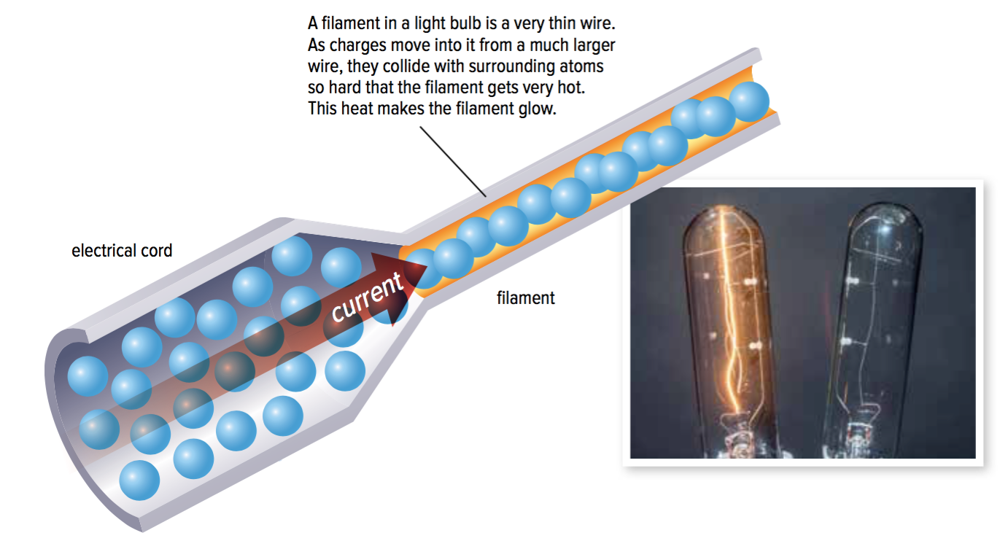 A filament in a light bulb is a very thin wire.
As charges move into it from a much larger
wire, they collide with surrounding atoms
so hard that the filament gets very hot.
This heat makes the filament glow.
electrical cord
current
filament